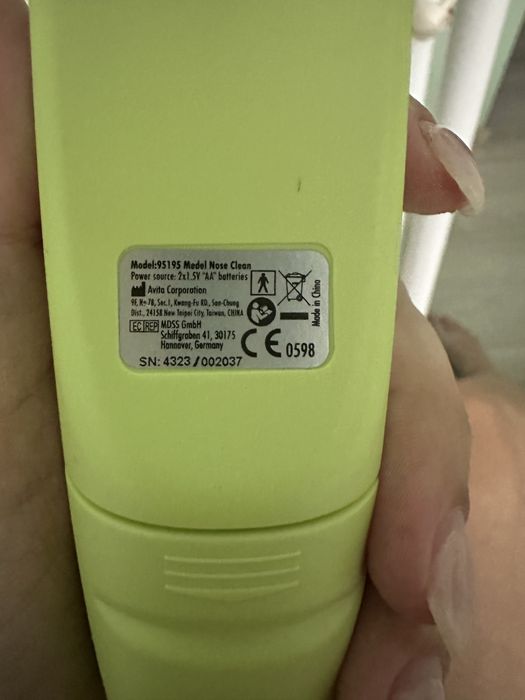 Model:95195 Medel Nose Clean
Power source: 2x1.5V "AA" batteries
Avita Corporation
9F, No.78, Sec.1, Kwang-Fu RD., San-Chung
Dist., 24158 New Taipei City, Taiwan, CHINA
EC REP MDSS GmbH
Schiffgraben 41, 30175
Hannover, Germany
SN: 4323/002037
CE 0598
Made in China